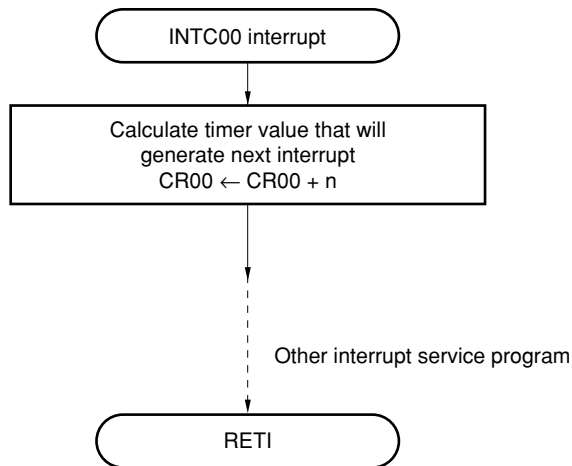 INTC00 interrupt
Calculate timer value that will
generate next interrupt
CR00 ← CR00 + n
Other interrupt service program
RETI